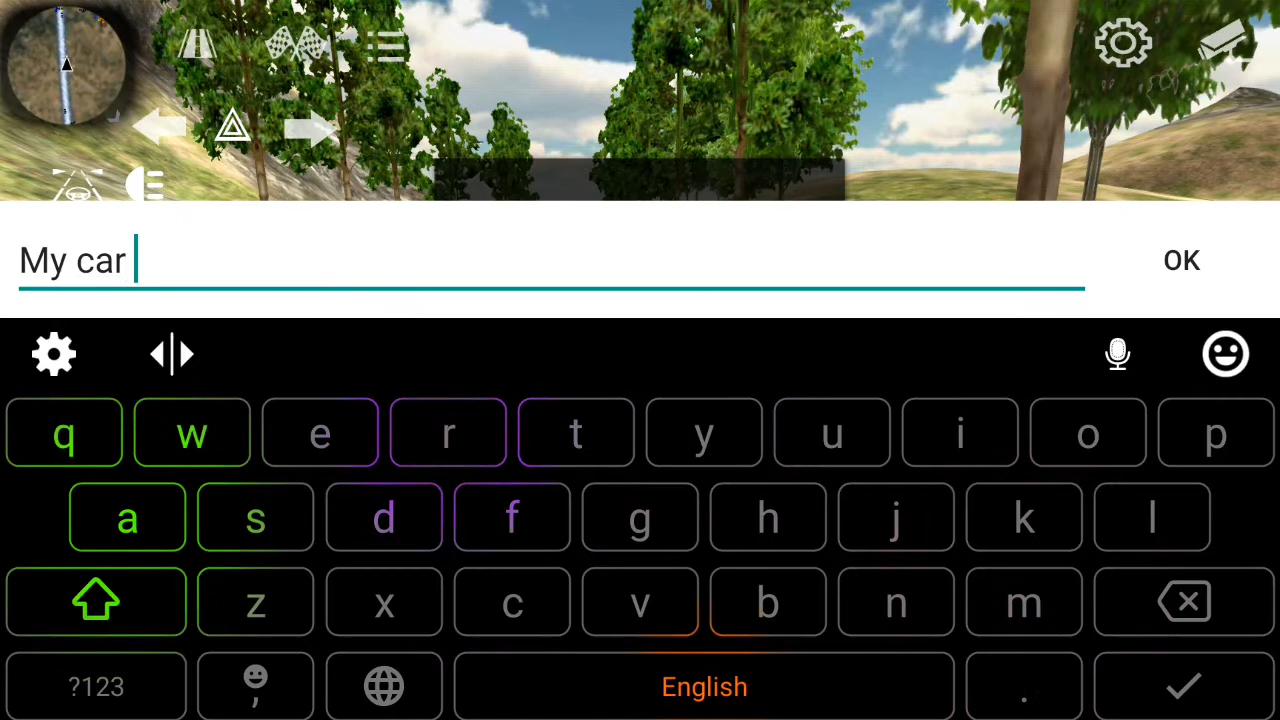 My car
OK
q w e r t y u i o p
a s d f g h j k l
z x c v b n m
?123 , English .